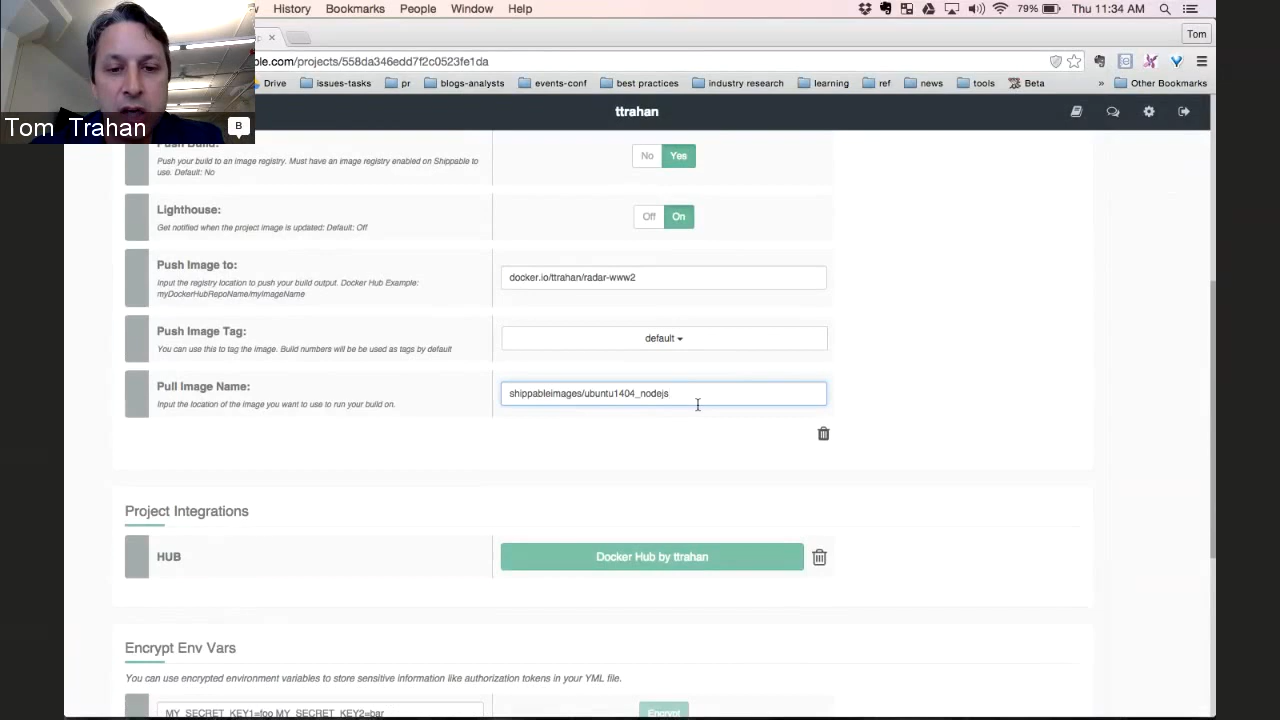 History Bookmarks People Window Help 79% Thu 11:34 AM
Tom
ple.com/projects/558da346edd7f2c0523fe1da
Drive issues-tasks pr blogs-analysts events-conf best practices industry research learning ref news tools Beta » Other Bookmarks
Tom Trahan B
ttrahan
Push Build:
Push your build to an image registry. Must have an image registry enabled on Shippable to
use. Default: No
No Yes
Lighthouse:
Get notified when the project image is updated: Default: Off
Off On
Push Image to:
Input the registry location to push your build output. Docker Hub Example:
myDockerHubRepoName/myImageName
docker.io/ttrahan/radar-www2
Push Image Tag:
You can use this to tag the image. Build numbers will be be used as tags by default
default
Pull Image Name:
Input the location of the image you want to use to run your build on.
shippableimages/ubuntu1404_nodejs
Project Integrations
HUB
Docker Hub by ttrahan
Encrypt Env Vars
You can use encrypted environment variables to store sensitive information like authorization tokens in your YML file.
MY_SECRET_KEY1=foo MY_SECRET_KEY2=bar
Encrypt